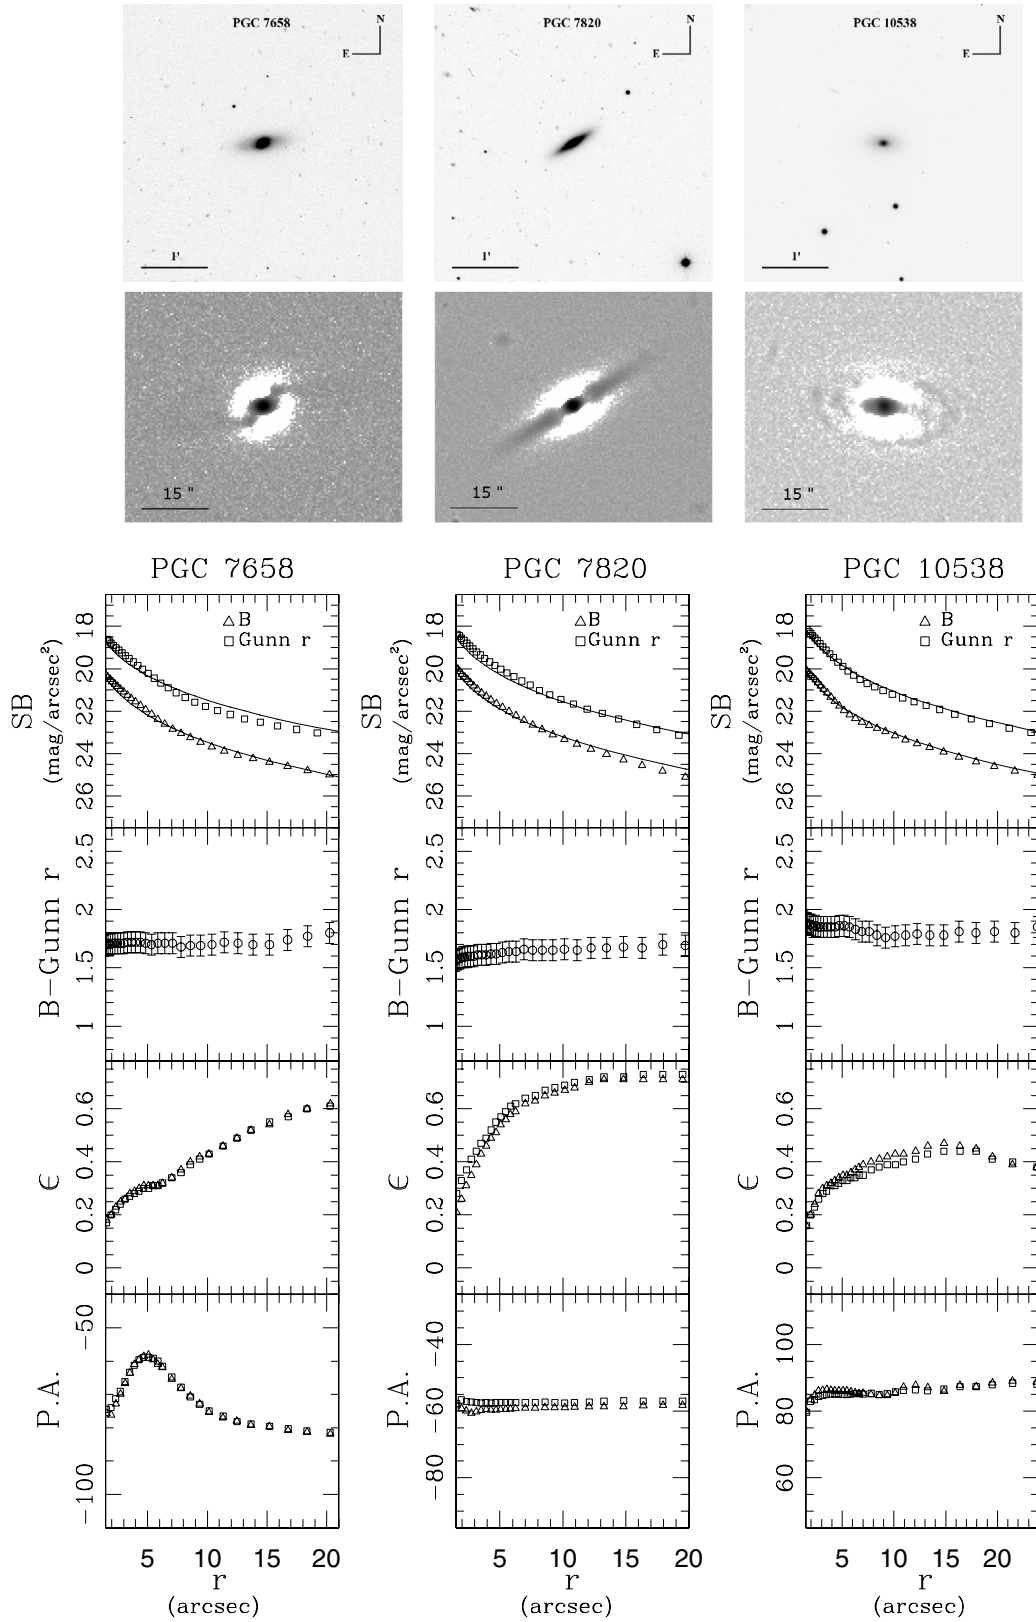 PGC 7658
N
E
1'
PGC 7820
N
E
1'
PGC 10538
N
E
1'
15 "
15 "
15 "
PGC 7658
PGC 7820
PGC 10538
SB
(mag/arcsec²)
18
20
22
24
26
B
Gunn r
SB
(mag/arcsec²)
18
20
22
24
26
B
Gunn r
SB
(mag/arcsec²)
18
20
22
24
26
B
Gunn r
B-Gunn r
2.5
2
1.5
1
B-Gunn r
2.5
2
1.5
1
B-Gunn r
2.5
2
1.5
1
ϵ
0.6
0.4
0.2
0
ϵ
0.6
0.4
0.2
0
ϵ
0.6
0.4
0.2
0
P.A.
-50
-100
P.A.
-40
-60
-80
P.A.
100
80
60
5 10 15 20
r
(arcsec)
5 10 15 20
r
(arcsec)
5 10 15 20
r
(arcsec)